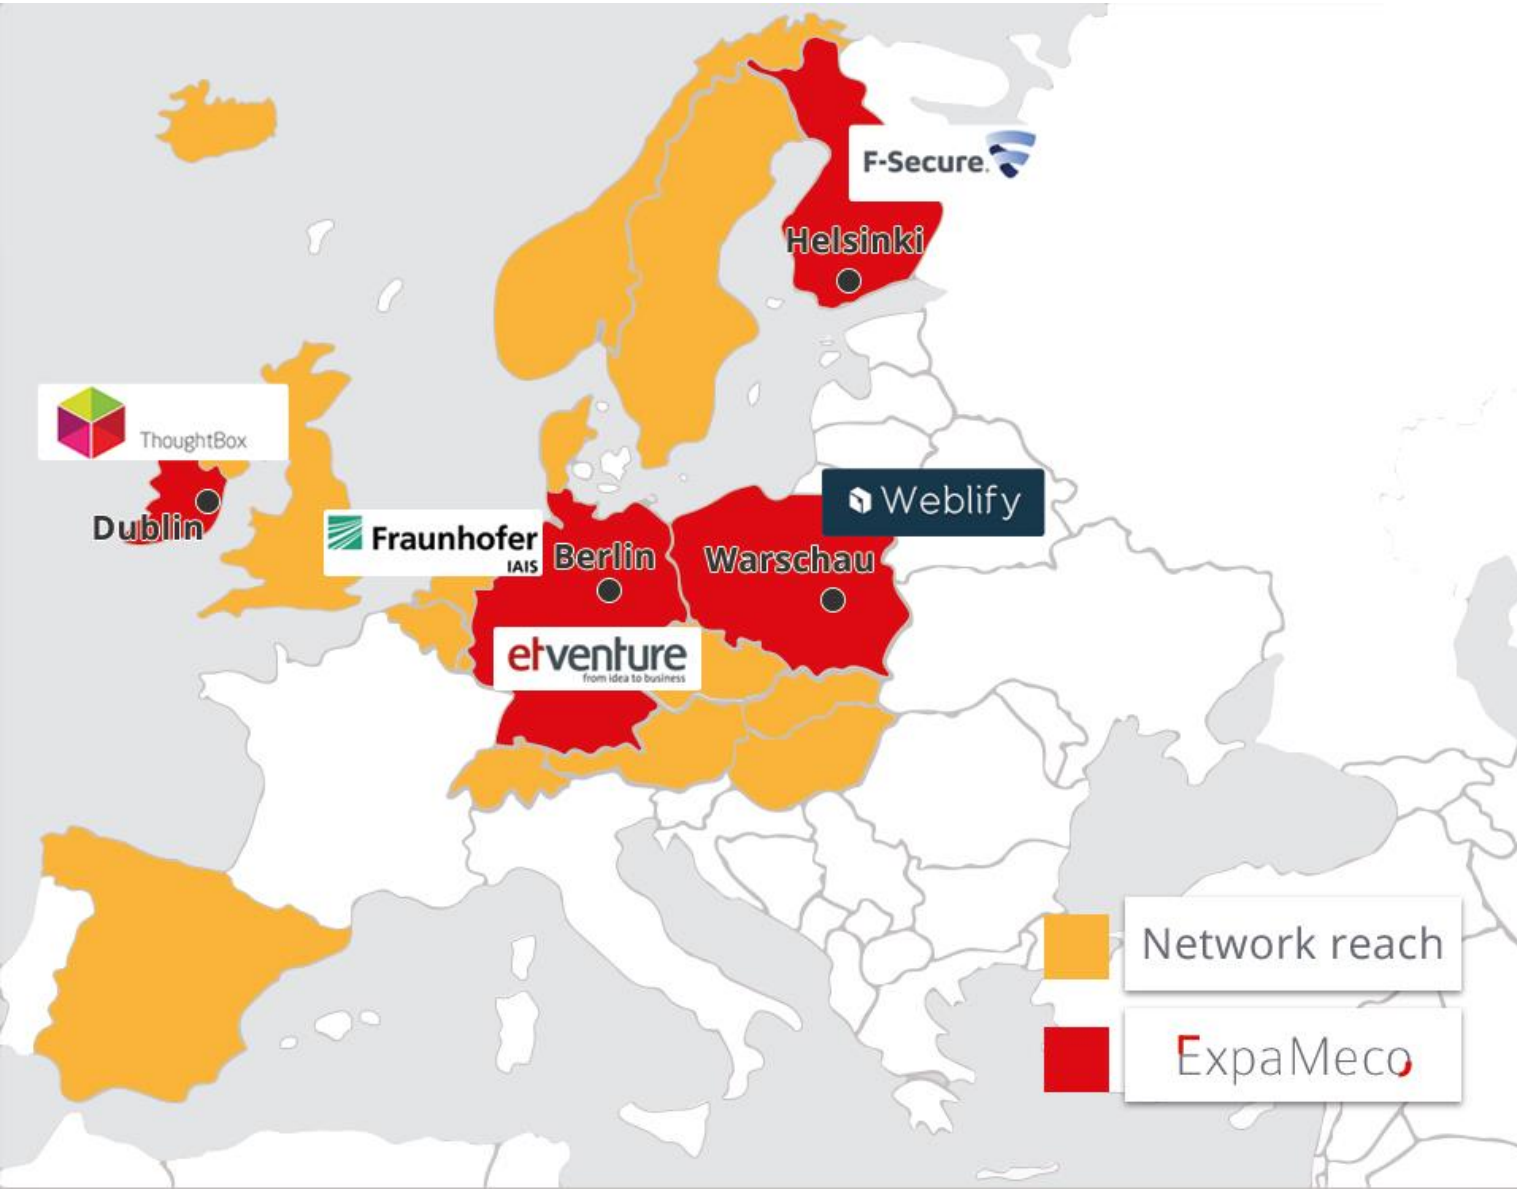 F-Secure.
Helsinki
ThoughtBox
Dublin
Fraunhofer
IAIS
Berlin
Weblify
Warschau
etventure
from idea to business
Network reach
ExpaMeco